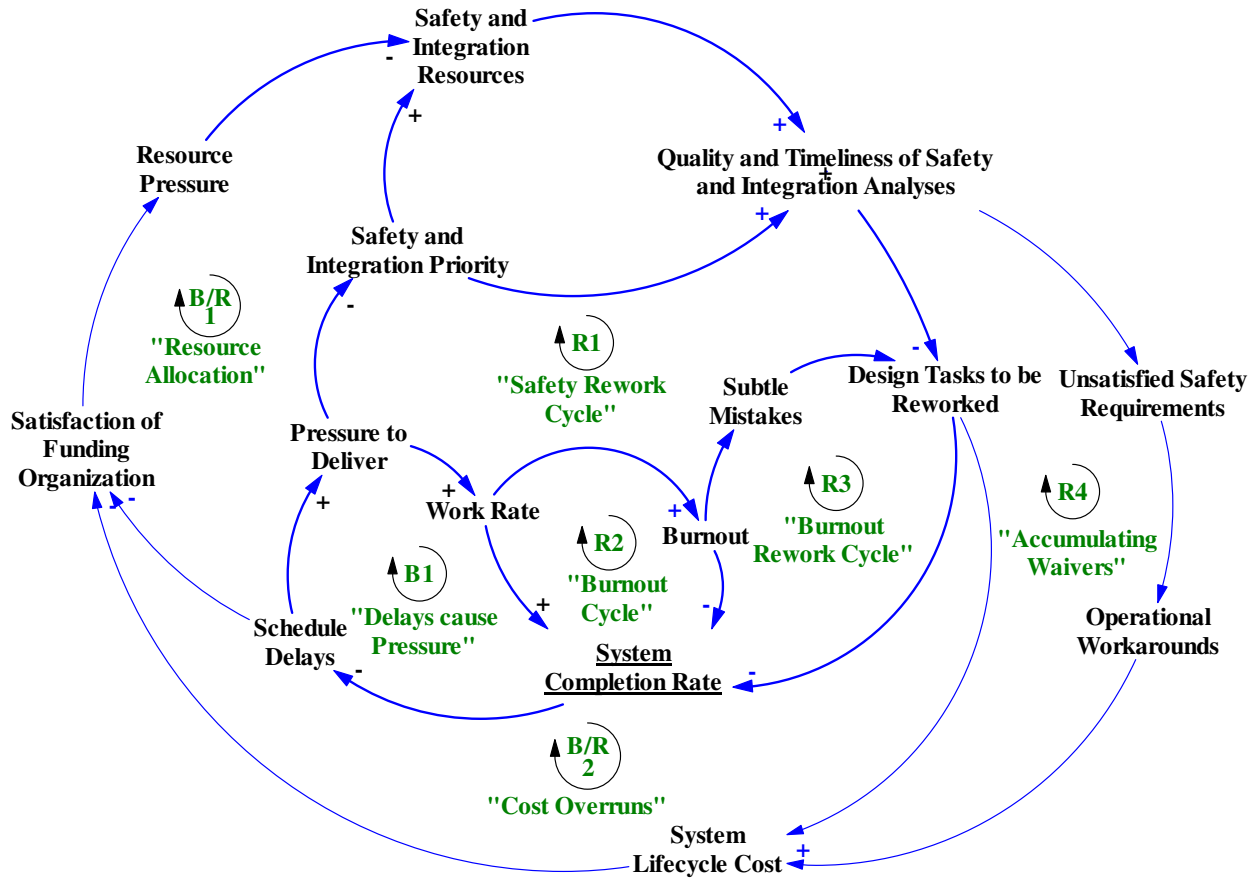 Safety and
Integration
Resources
-
+
+
Resource
Pressure
Quality and Timeliness of Safety
and Integration Analyses
+
+
Safety and
Integration Priority
-
B/R
1
"Resource
Allocation"
R1
"Safety Rework
Cycle"
-
Subtle
Mistakes
Design Tasks to be
Reworked
Unsatisfied Safety
Requirements
Satisfaction of
Funding
Organization
-
-
Pressure to
Deliver
+
+
Work Rate
+
Burnout
R3
"Burnout
Rework Cycle"
R4
"Accumulating
Waivers"
B1
"Delays cause
Pressure"
R2
"Burnout
Cycle"
+
-
Operational
Workarounds
Schedule
Delays
-
System
Completion Rate
-
B/R
2
"Cost Overruns"
System
Lifecycle Cost
+